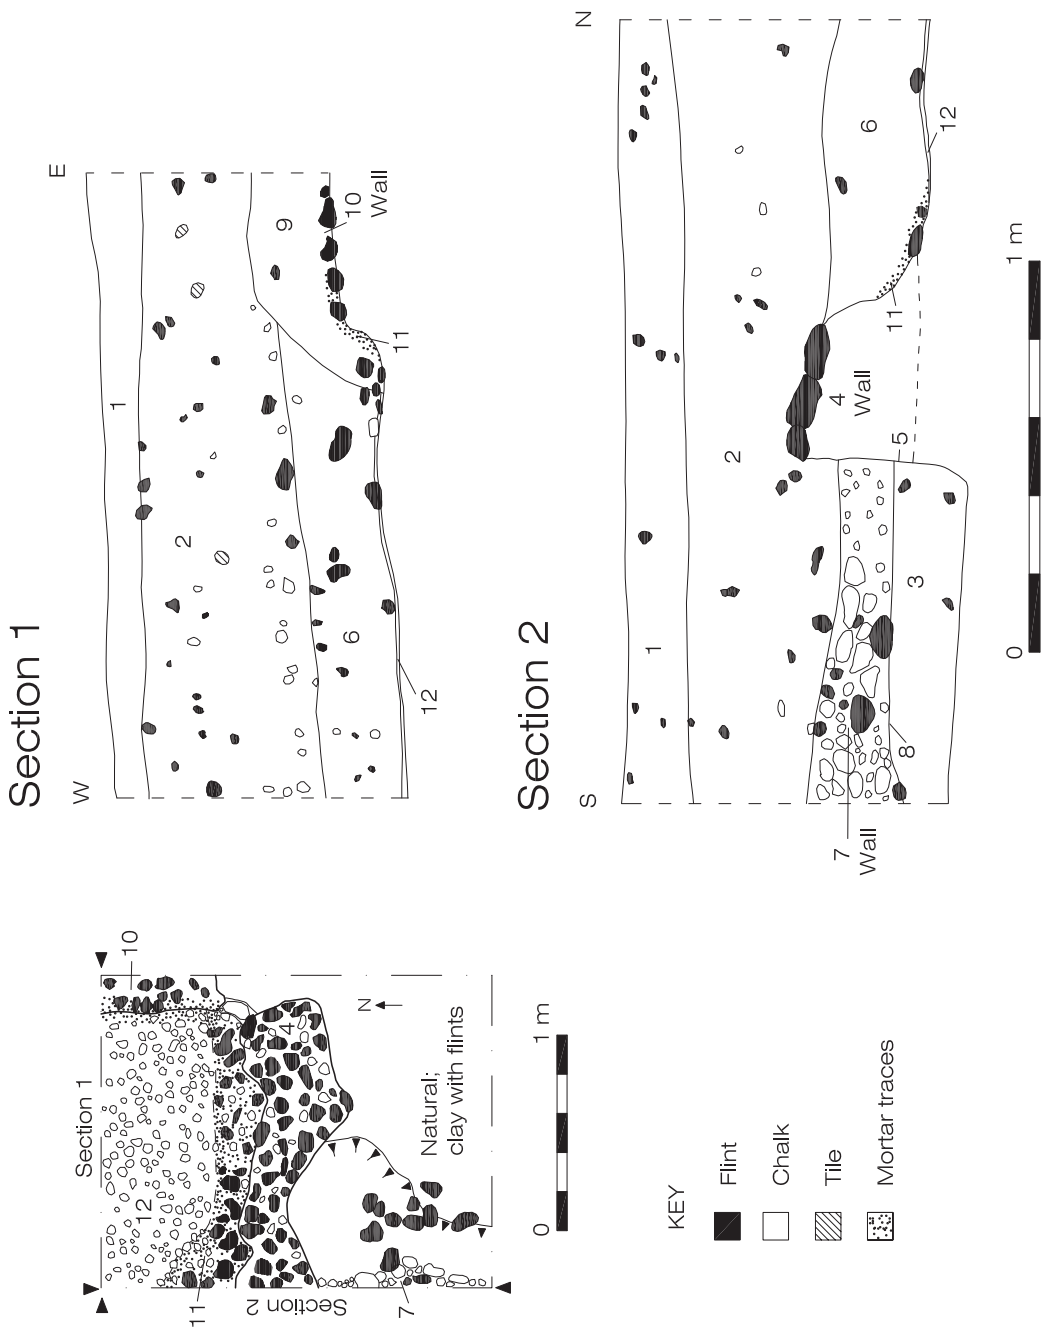 Section 1
W
E
1
2
9
10
Wall
11
6
12
Section 2
S
N
1
2
6
4
Wall
11
12
5
3
8
7
Wall
0
1 m
Section 1
10
12
N
4
11
Section 2
7
Natural;
clay with flints
0
1 m
KEY
Flint
Chalk
Tile
Mortar traces